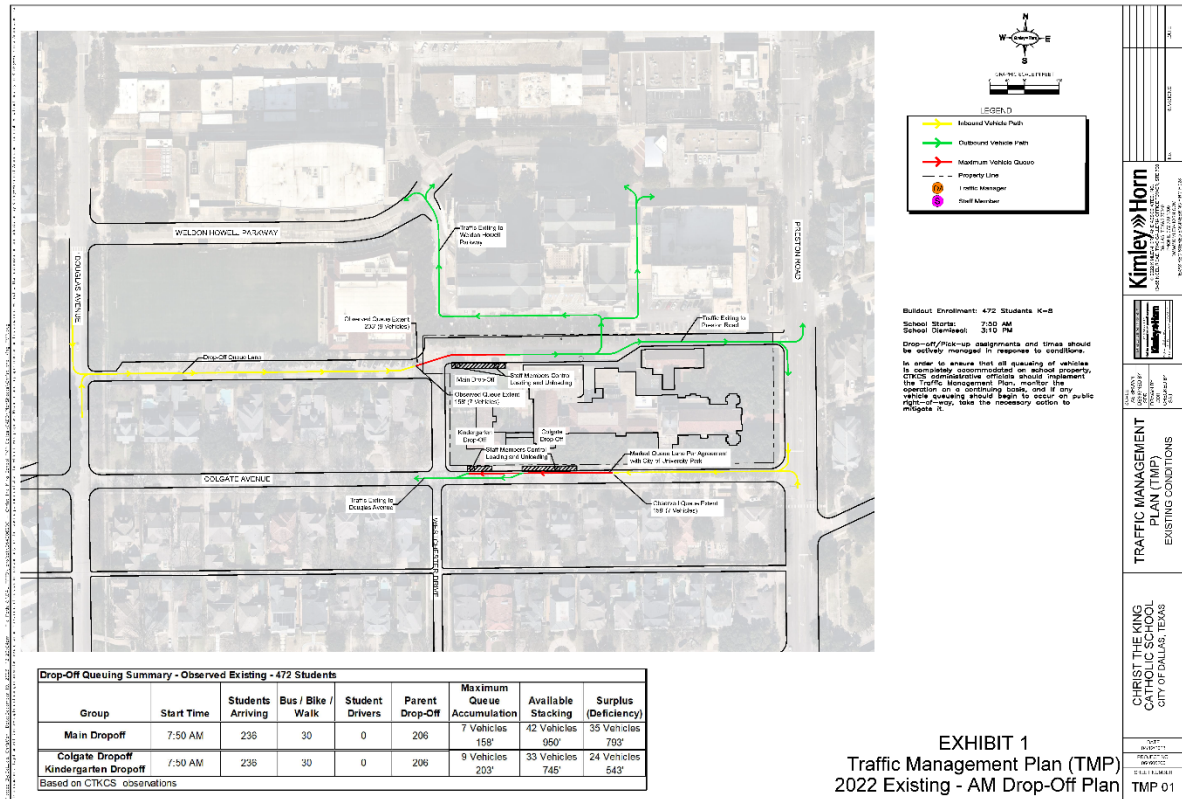 N
W E
S
GRAPHIC SCALE IN FEET
LEGEND
Inbound Vehicle Path
Outbound Vehicle Path
Maximum Vehicle Queue
Property Line
TM Traffic Manager
S Staff Member
WELDON HOWELL PARKWAY
DOUGLAS AVENUE
PRESTON ROAD
COLGATE AVENUE
Traffic Exiting to
Weldon Howell
Parkway
Observed Queue Extent
203' (9 Vehicles)
Traffic Exiting to
Preston Road
Drop-Off Queue Lane
Main Drop-Off
Staff Members Control
Loading and Unloading
Observed Queue Extent
158' (7 Vehicles)
Kindergarten
Drop-Off
Colgate
Drop-Off
Staff Members Control
Loading and Unloading
Marked Queue Lane Per Agreement
with City of University Park
Traffic Exiting to
Douglas Avenue
Observed Queue Extent
158' (7 Vehicles)
Buildout Enrollment: 472 Students K-8
School Starts: 7:50 AM
School Dismissal: 3:10 PM
Drop-off/Pick-up assignments and times should
be actively managed in response to conditions.
In order to ensure that all queueing of vehicles
is completely accommodated on school property,
CTKCS administrative officials should implement
the Traffic Management Plan, monitor the
operation on a continuing basis, and if any
vehicle queueing should begin to occur on public
right-of-way, take the necessary action to
mitigate it.
Drop-Off Queuing Summary - Observed Existing - 472 Students
Group Start Time Students Arriving Bus / Bike / Walk Student Drivers Parent Drop-Off Maximum Queue Accumulation Available Stacking Surplus (Deficiency)
Main Dropoff 7:50 AM 236 30 0 206 7 Vehicles 158' 42 Vehicles 950' 35 Vehicles 793'
Colgate Dropoff Kindergarten Dropoff 7:50 AM 236 30 0 206 9 Vehicles 203' 33 Vehicles 745' 24 Vehicles 543'
Based on CTKCS observations
EXHIBIT 1
Traffic Management Plan (TMP)
2022 Existing - AM Drop-Off Plan
Kimley»Horn
TRAFFIC MANAGEMENT
PLAN (TMP)
EXISTING CONDITIONS
CHRIST THE KING
CATHOLIC SCHOOL
CITY OF DALLAS, TEXAS
DATE
SHEET NUMBER
TMP 01